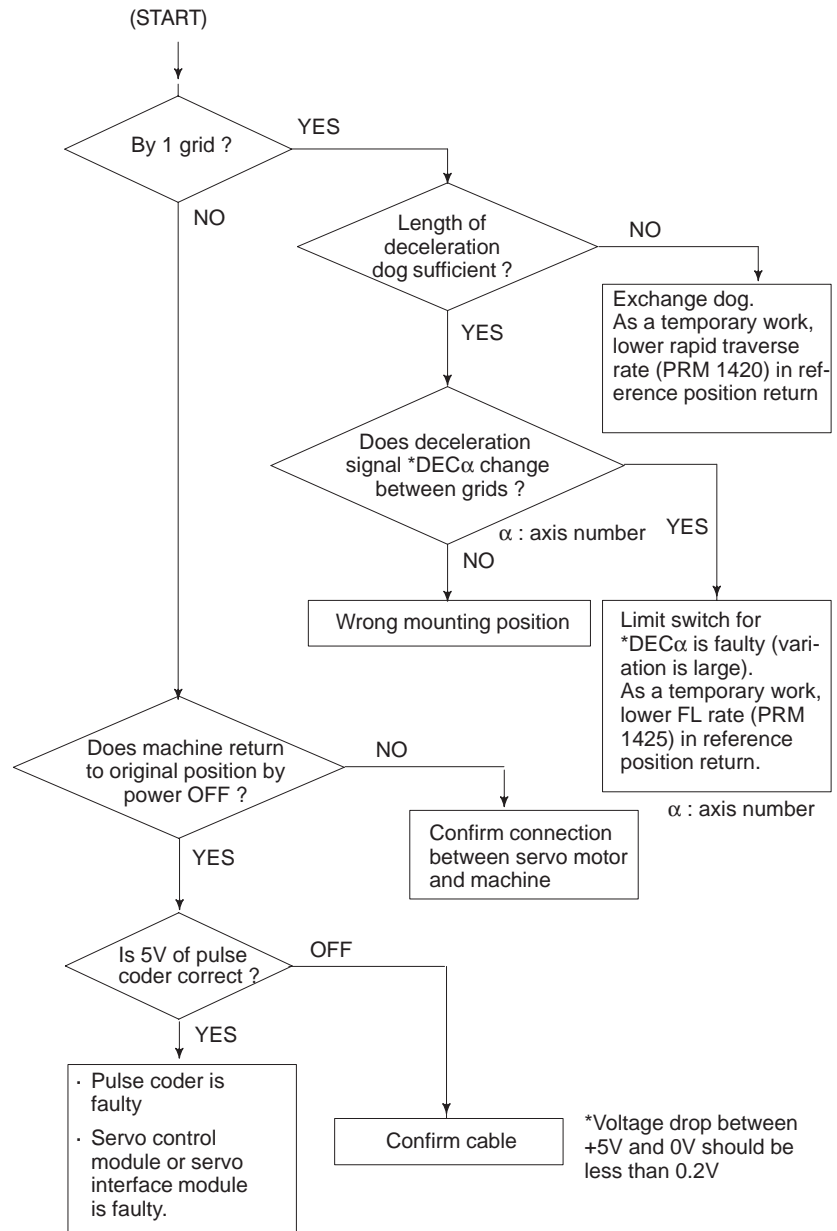 (START)
By 1 grid ?
YES
NO
Length of
deceleration
dog sufficient ?
NO
YES
Exchange dog.
As a temporary work,
lower rapid traverse
rate (PRM 1420) in ref-
erence position return
Does deceleration
signal *DECα change
between grids ?
α : axis number
YES
NO
Wrong mounting position
Limit switch for
*DECα is faulty (vari-
ation is large).
As a temporary work,
lower FL rate (PRM
1425) in reference
position return.
α : axis number
Does machine return
to original position by
power OFF ?
NO
YES
Confirm connection
between servo motor
and machine
Is 5V of pulse
coder correct ?
OFF
YES
· Pulse coder is
faulty
· Servo control
module or servo
interface module
is faulty.
Confirm cable
*Voltage drop between
+5V and 0V should be
less than 0.2V